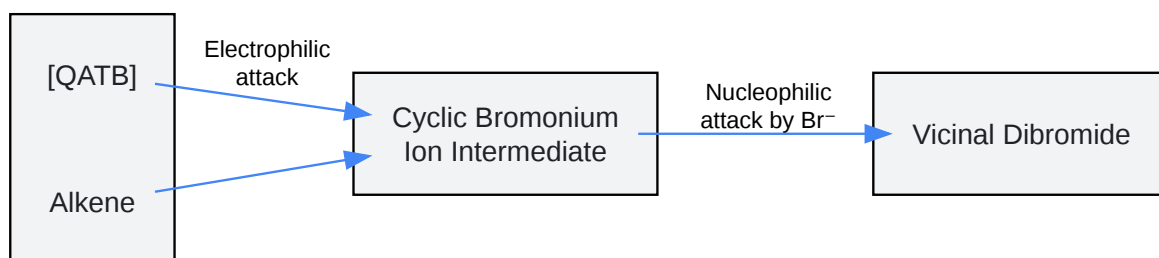 [QATB]
Alkene
Electrophilic
attack
Cyclic Bromonium
Ion Intermediate
Nucleophilic
attack by Br⁻
Vicinal Dibromide